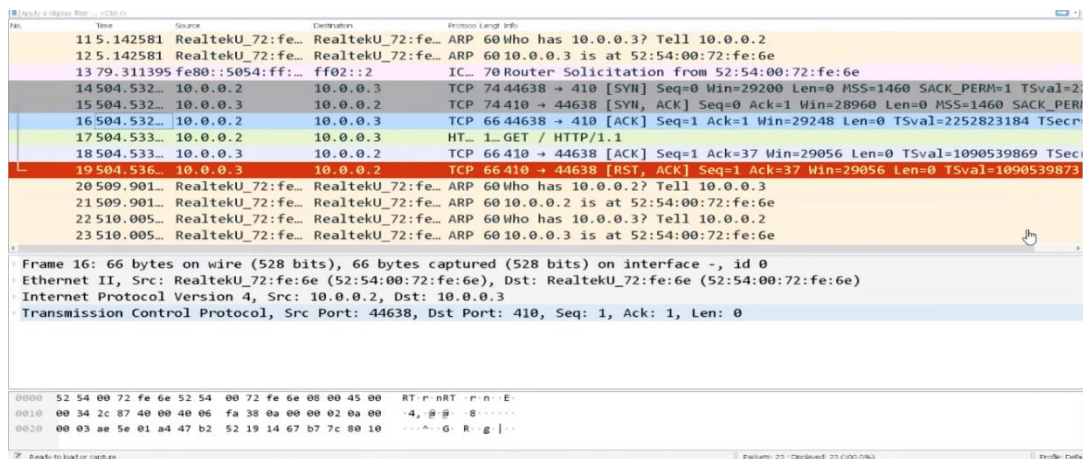 Apply a display filter ... <Ctrl-/>
No. Time Source Destination Protoco Lengt Info
11 5.142581 RealtekU_72:fe… RealtekU_72:fe… ARP 60 Who has 10.0.0.3? Tell 10.0.0.2
12 5.142581 RealtekU_72:fe… RealtekU_72:fe… ARP 60 10.0.0.3 is at 52:54:00:72:fe:6e
13 79.311395 fe80::5054:ff:… ff02::2 IC… 70 Router Solicitation from 52:54:00:72:fe:6e
14 504.532… 10.0.0.2 10.0.0.3 TCP 74 44638 → 410 [SYN] Seq=0 Win=29200 Len=0 MSS=1460 SACK_PERM=1 TSval=2
15 504.532… 10.0.0.3 10.0.0.2 TCP 74 410 → 44638 [SYN, ACK] Seq=0 Ack=1 Win=28960 Len=0 MSS=1460 SACK_PER
16 504.532… 10.0.0.2 10.0.0.3 TCP 66 44638 → 410 [ACK] Seq=1 Ack=1 Win=29248 Len=0 TSval=2252823184 TSecr
17 504.533… 10.0.0.2 10.0.0.3 HT… 1… GET / HTTP/1.1
18 504.533… 10.0.0.3 10.0.0.2 TCP 66 410 → 44638 [ACK] Seq=1 Ack=37 Win=29056 Len=0 TSval=1090539869 TSec
19 504.536… 10.0.0.3 10.0.0.2 TCP 66 410 → 44638 [RST, ACK] Seq=1 Ack=37 Win=29056 Len=0 TSval=1090539873
20 509.901… RealtekU_72:fe… RealtekU_72:fe… ARP 60 Who has 10.0.0.2? Tell 10.0.0.3
21 509.901… RealtekU_72:fe… RealtekU_72:fe… ARP 60 10.0.0.2 is at 52:54:00:72:fe:6e
22 510.005… RealtekU_72:fe… RealtekU_72:fe… ARP 60 Who has 10.0.0.3? Tell 10.0.0.2
23 510.005… RealtekU_72:fe… RealtekU_72:fe… ARP 60 10.0.0.3 is at 52:54:00:72:fe:6e
Frame 16: 66 bytes on wire (528 bits), 66 bytes captured (528 bits) on interface -, id 0
Ethernet II, Src: RealtekU_72:fe:6e (52:54:00:72:fe:6e), Dst: RealtekU_72:fe:6e (52:54:00:72:fe:6e)
Internet Protocol Version 4, Src: 10.0.0.2, Dst: 10.0.0.3
Transmission Control Protocol, Src Port: 44638, Dst Port: 410, Seq: 1, Ack: 1, Len: 0
0000 52 54 00 72 fe 6e 52 54 00 72 fe 6e 08 00 45 00 RT·r·nRT ·r·n··E·
0010 00 34 2c 87 40 00 40 06 fa 38 0a 00 00 02 0a 00 ·4,·@·@· ·8······
0020 00 03 ae 5e 01 a4 47 b2 52 19 14 67 b7 7c 80 10 ···^··G· R··g·|··
Ready to load or capture Packets: 23 · Displayed: 23 (100.0%) Profile: Defa